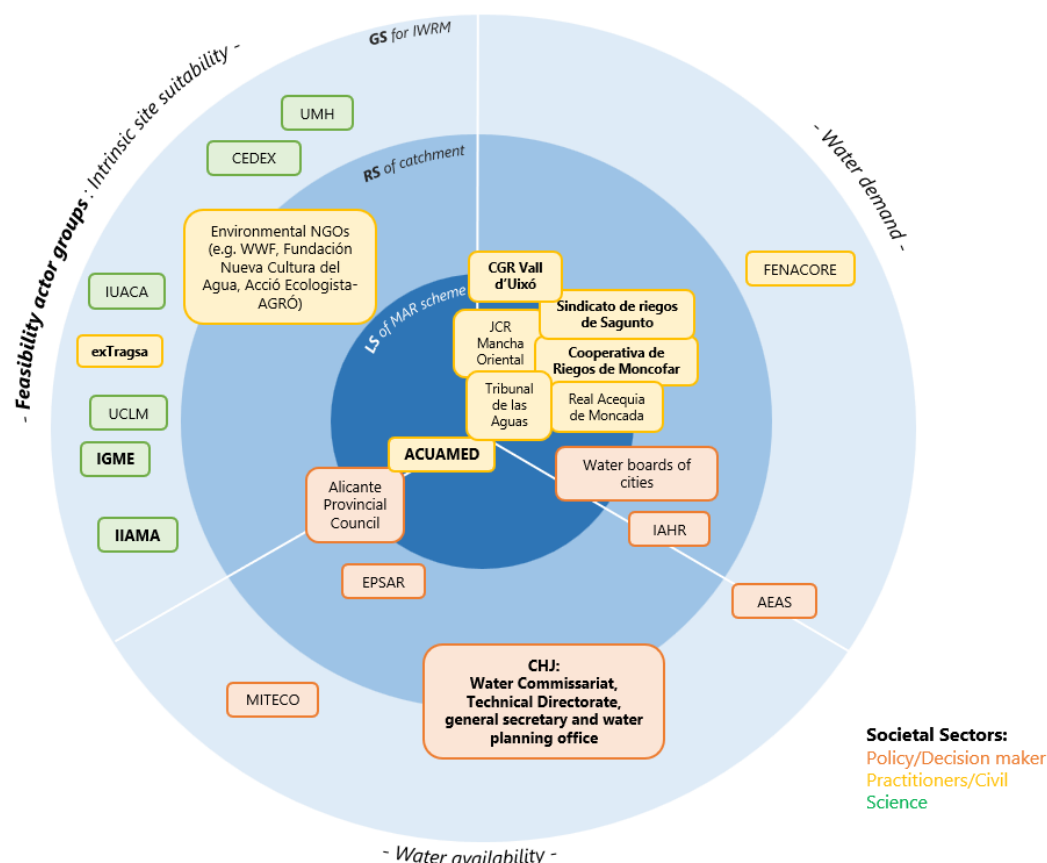 GS for IWRM
- Feasibility actor groups : Intrinsic site suitability -
- Water demand -
UMH
CEDEX
RS of catchment
Environmental NGOs
(e.g. WWF, Fundación
Nueva Cultura del
Agua, Acció Ecologista-
AGRÓ)
IUACA
exTragsa
UCLM
IGME
IIAMA
LS of MAR scheme
CGR Vall
d'Uixó
Sindicato de riegos
de Sagunto
JCR
Mancha
Oriental
Cooperativa de
Riegos de Moncofar
Tribunal
de las
Aguas
Real Acequia
de Moncada
FENACORE
ACUAMED
Alicante
Provincial
Council
Water boards of
cities
IAHR
EPSAR
AEAS
MITECO
CHJ:
Water Commissariat,
Technical Directorate,
general secretary and water
planning office
- Water availability -
Societal Sectors:
Policy/Decision maker
Practitioners/Civil
Science